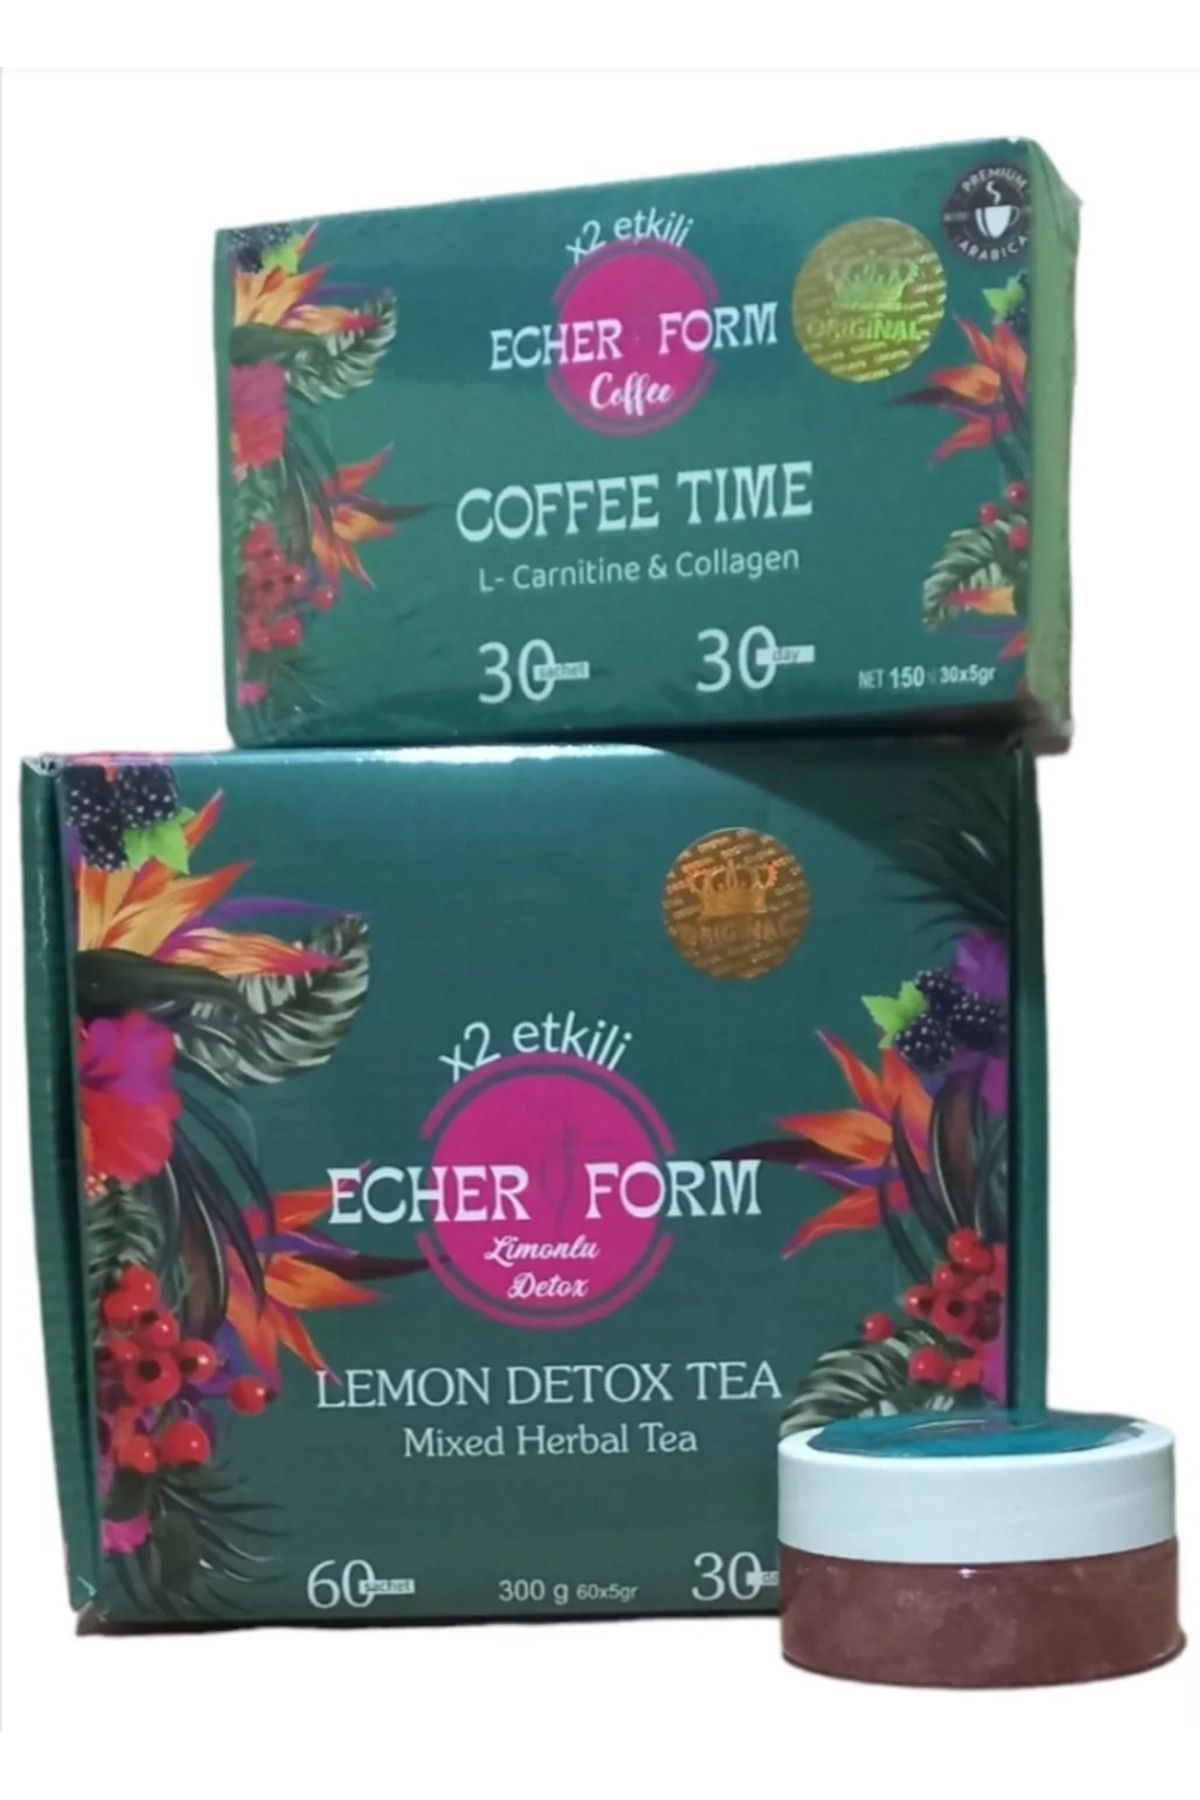 PREMIUM
ARABICA
x2 etkili
ECHER FORM
Coffee
ORIGINAL
COFFEE TIME
L- Carnitine & Collagen
30 sachet
30 day
NET 150 30x5gr
ORIGINAL
x2 etkili
ECHER FORM
Limonlu
Detox
LEMON DETOX TEA
Mixed Herbal Tea
60 sachet
300 g 60x5gr
30